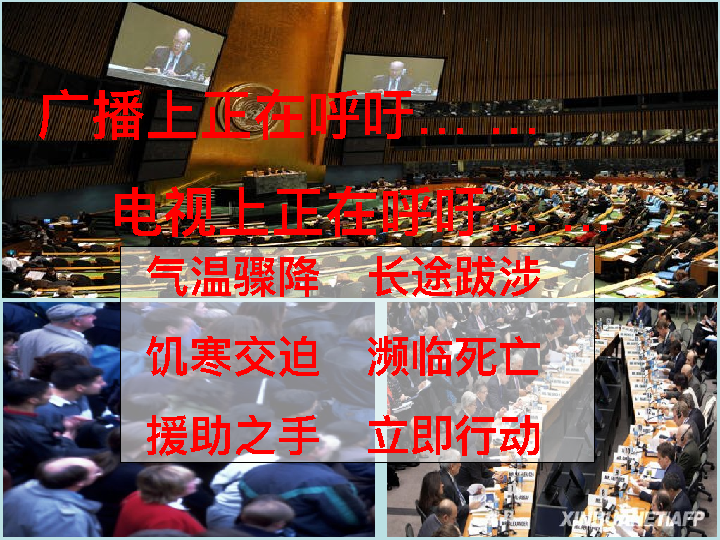 广播上正在呼吁… …
电视上正在呼吁… …
气温骤降 长途跋涉
饥寒交迫 濒临死亡
援助之手 立即行动
XINHUANET/AFP